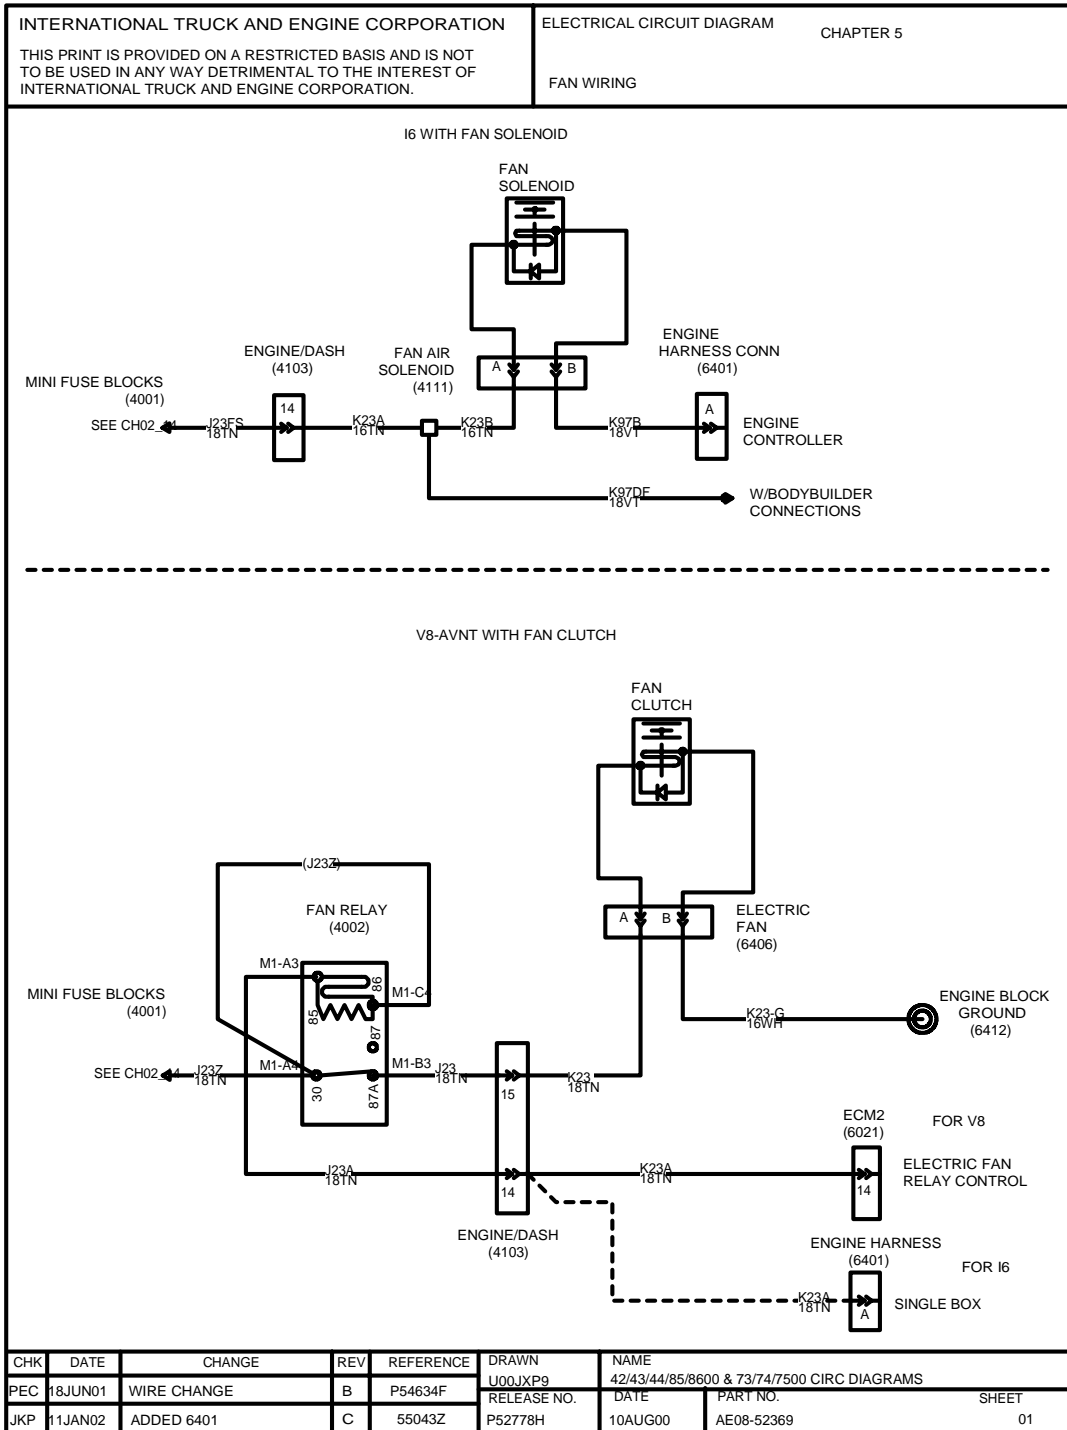 INTERNATIONAL TRUCK AND ENGINE CORPORATION
THIS PRINT IS PROVIDED ON A RESTRICTED BASIS AND IS NOT
TO BE USED IN ANY WAY DETRIMENTAL TO THE INTEREST OF
INTERNATIONAL TRUCK AND ENGINE CORPORATION.
ELECTRICAL CIRCUIT DIAGRAM
CHAPTER 5
FAN WIRING
I6 WITH FAN SOLENOID
FAN
SOLENOID
ENGINE/DASH
(4103)
FAN AIR
SOLENOID
(4111)
A
B
ENGINE
HARNESS CONN
(6401)
MINI FUSE BLOCKS
(4001)
SEE CH02_14
J23FS
18TN
14
K23A
16TN
K23B
16TN
K97B
18VT
A
ENGINE
CONTROLLER
K97DF
18VT
W/BODYBUILDER
CONNECTIONS
V8-AVNT WITH FAN CLUTCH
FAN
CLUTCH
(J23Z)
FAN RELAY
(4002)
A
B
ELECTRIC
FAN
(6406)
M1-A3
86
M1-C4
85
87
MINI FUSE BLOCKS
(4001)
K23-G
16WH
ENGINE BLOCK
GROUND
(6412)
SEE CH02_14
J23Z
18TN
M1-A4
30
87A
M1-B3
J23
18TN
15
K23
18TN
J23A
18TN
14
K23A
18TN
ECM2
(6021)
FOR V8
14
ELECTRIC FAN
RELAY CONTROL
ENGINE/DASH
(4103)
ENGINE HARNESS
(6401)
FOR I6
K23A
18TN
A
SINGLE BOX
CHK DATE CHANGE REV REFERENCE
PEC 18JUN01 WIRE CHANGE B P54634F
JKP 11JAN02 ADDED 6401 C 55043Z
DRAWN
U00JXP9
RELEASE NO.
P52778H
NAME
42/43/44/85/8600 & 73/74/7500 CIRC DIAGRAMS
DATE
10AUG00
PART NO.
AE08-52369
SHEET
01